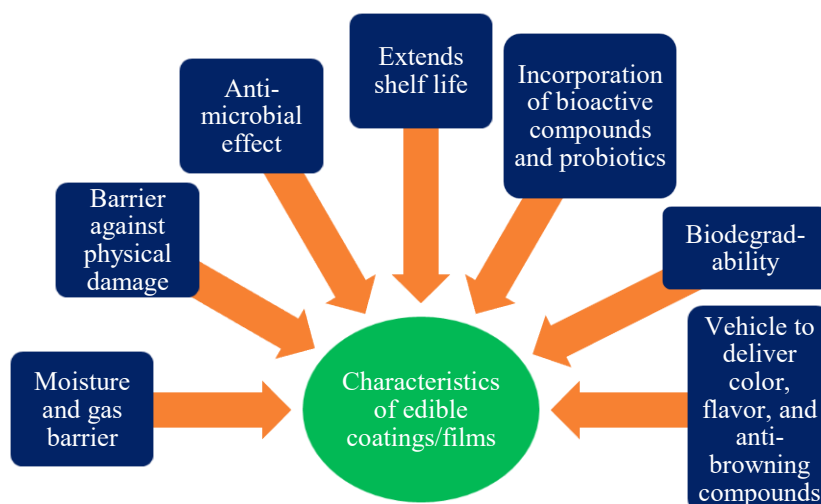 Moisture
and gas
barrier
Barrier
against
physical
damage
Anti-
microbial
effect
Extends
shelf life
Incorporation
of bioactive
compounds
and probiotics
Biodegrad-
ability
Vehicle to
deliver
color,
flavor, and
anti-
browning
compounds
Characteristics
of edible
coatings/films